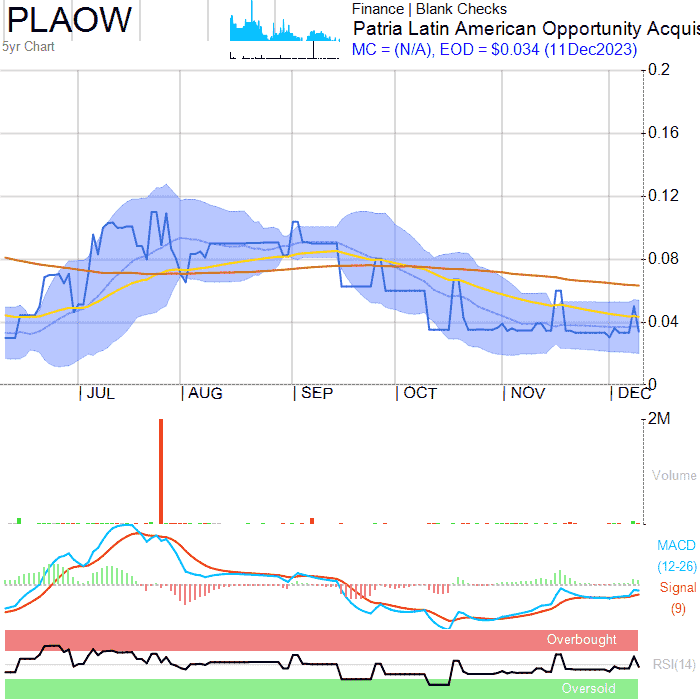 PLAOW
5yr Chart
Finance | Blank Checks
Patria Latin American Opportunity Acquis
MC = (N/A), EOD = $0.034 (11Dec2023)
0.2
0.16
0.12
0.08
0.04
0
JUL AUG SEP OCT NOV DEC
2M
Volume
MACD
(12-26)
Signal
(9)
Overbought
RSI(14)
Oversold